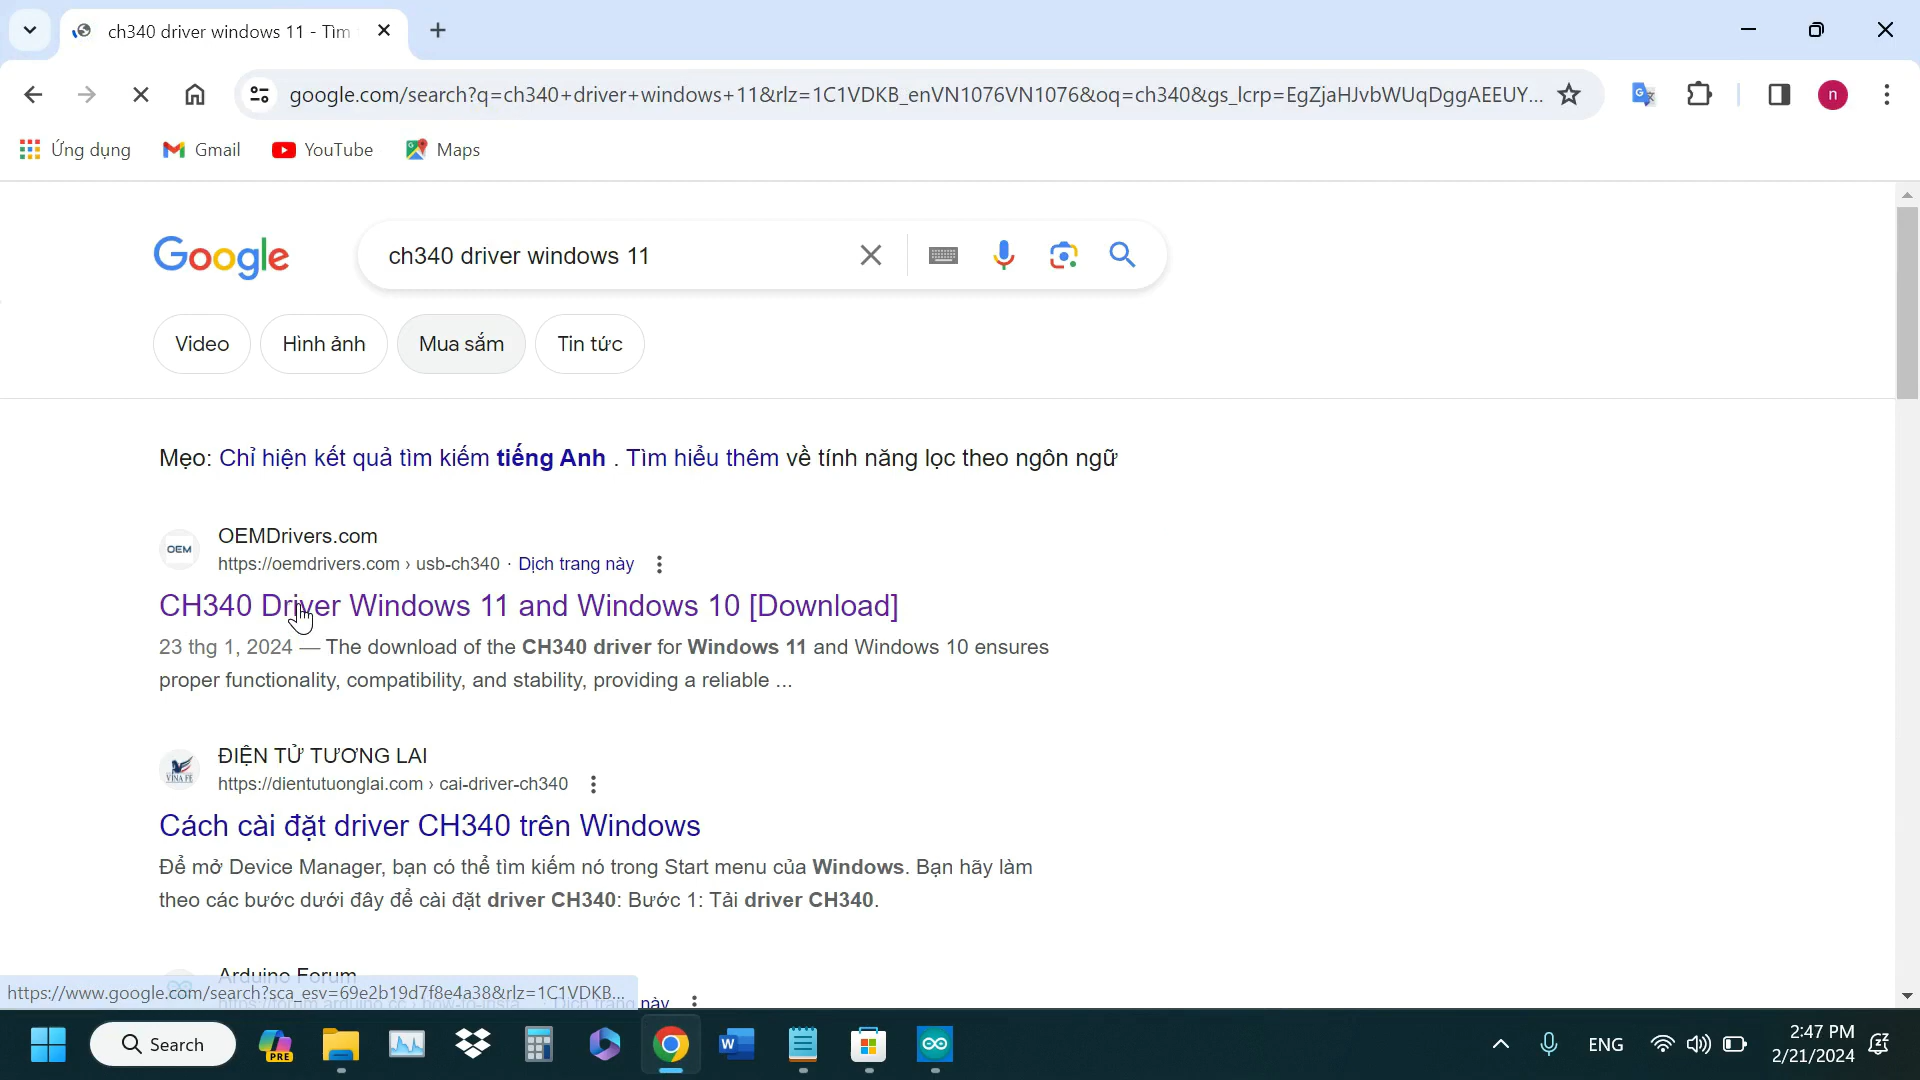 ch340 driver windows 11 - Tìm
google.com/search?q=ch340+driver+windows+11&rlz=1C1VDKB_enVN1076VN1076&oq=ch340&gs_lcrp=EgZjaHJvbWUqDggAEEUY...
n
Ứng dụng
Gmail
YouTube
Maps
Google
ch340 driver windows 11
Video
Hình ảnh
Mua sắm
Tin tức
Mẹo: Chỉ hiện kết quả tìm kiếm tiếng Anh . Tìm hiểu thêm về tính năng lọc theo ngôn ngữ
OEM
OEMDrivers.com
https://oemdrivers.com › usb-ch340 · Dịch trang này
CH340 Driver Windows 11 and Windows 10 [Download]
23 thg 1, 2024 — The download of the CH340 driver for Windows 11 and Windows 10 ensures
proper functionality, compatibility, and stability, providing a reliable ...
VINA FE
ĐIỆN TỬ TƯƠNG LAI
https://dientutuonglai.com › cai-driver-ch340
Cách cài đặt driver CH340 trên Windows
Để mở Device Manager, bạn có thể tìm kiếm nó trong Start menu của Windows. Bạn hãy làm
theo các bước dưới đây để cài đặt driver CH340: Bước 1: Tải driver CH340.
Arduino Forum
https://www.google.com/search?sca_esv=69e2b19d7f8e4a38&rlz=1C1VDKB...
này
Search
PRE
W
ENG
2:47 PM
2/21/2024